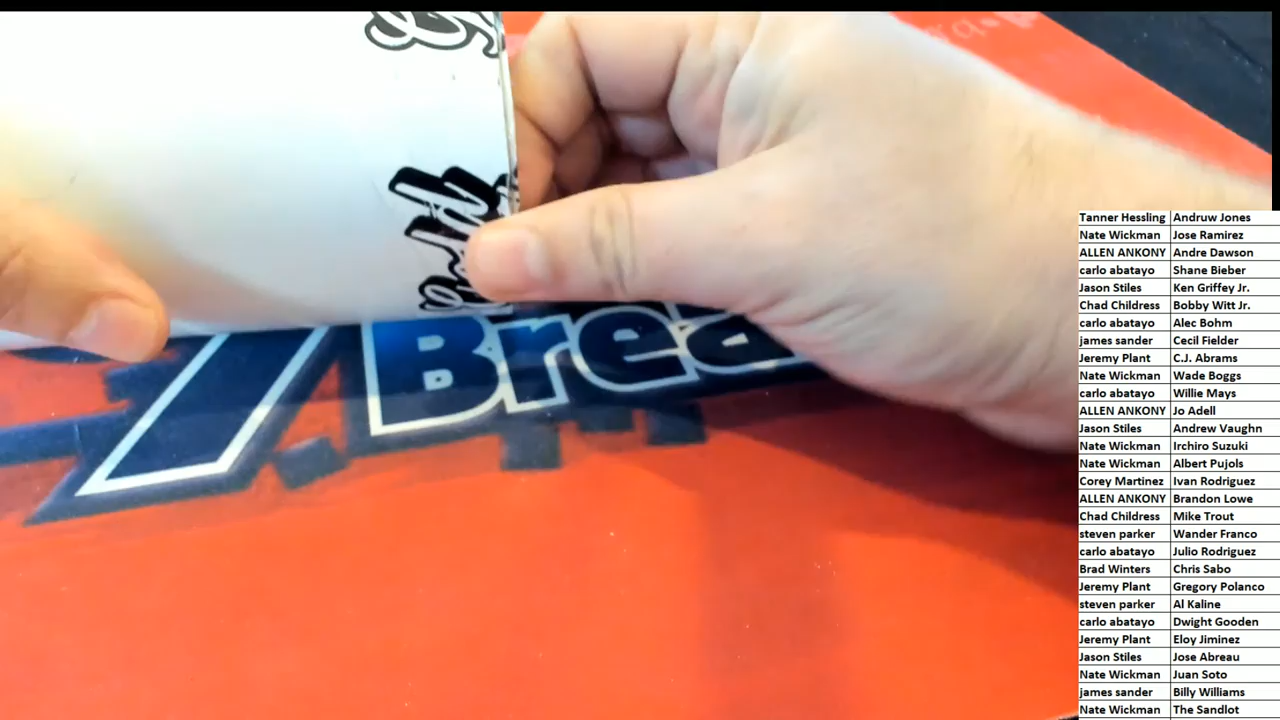 7 Brea
Tanner Hessling Andruw Jones
Nate Wickman Jose Ramirez
ALLEN ANKONY Andre Dawson
carlo abatayo Shane Bieber
Jason Stiles Ken Griffey Jr.
Chad Childress Bobby Witt Jr.
carlo abatayo Alec Bohm
james sander Cecil Fielder
Jeremy Plant C.J. Abrams
Nate Wickman Wade Boggs
carlo abatayo Willie Mays
ALLEN ANKONY Jo Adell
Jason Stiles Andrew Vaughn
Nate Wickman Irchiro Suzuki
Nate Wickman Albert Pujols
Corey Martinez Ivan Rodriguez
ALLEN ANKONY Brandon Lowe
Chad Childress Mike Trout
steven parker Wander Franco
carlo abatayo Julio Rodriguez
Brad Winters Chris Sabo
Jeremy Plant Gregory Polanco
steven parker Al Kaline
carlo abatayo Dwight Gooden
Jeremy Plant Eloy Jiminez
Jason Stiles Jose Abreau
Nate Wickman Juan Soto
james sander Billy Williams
Nate Wickman The Sandlot